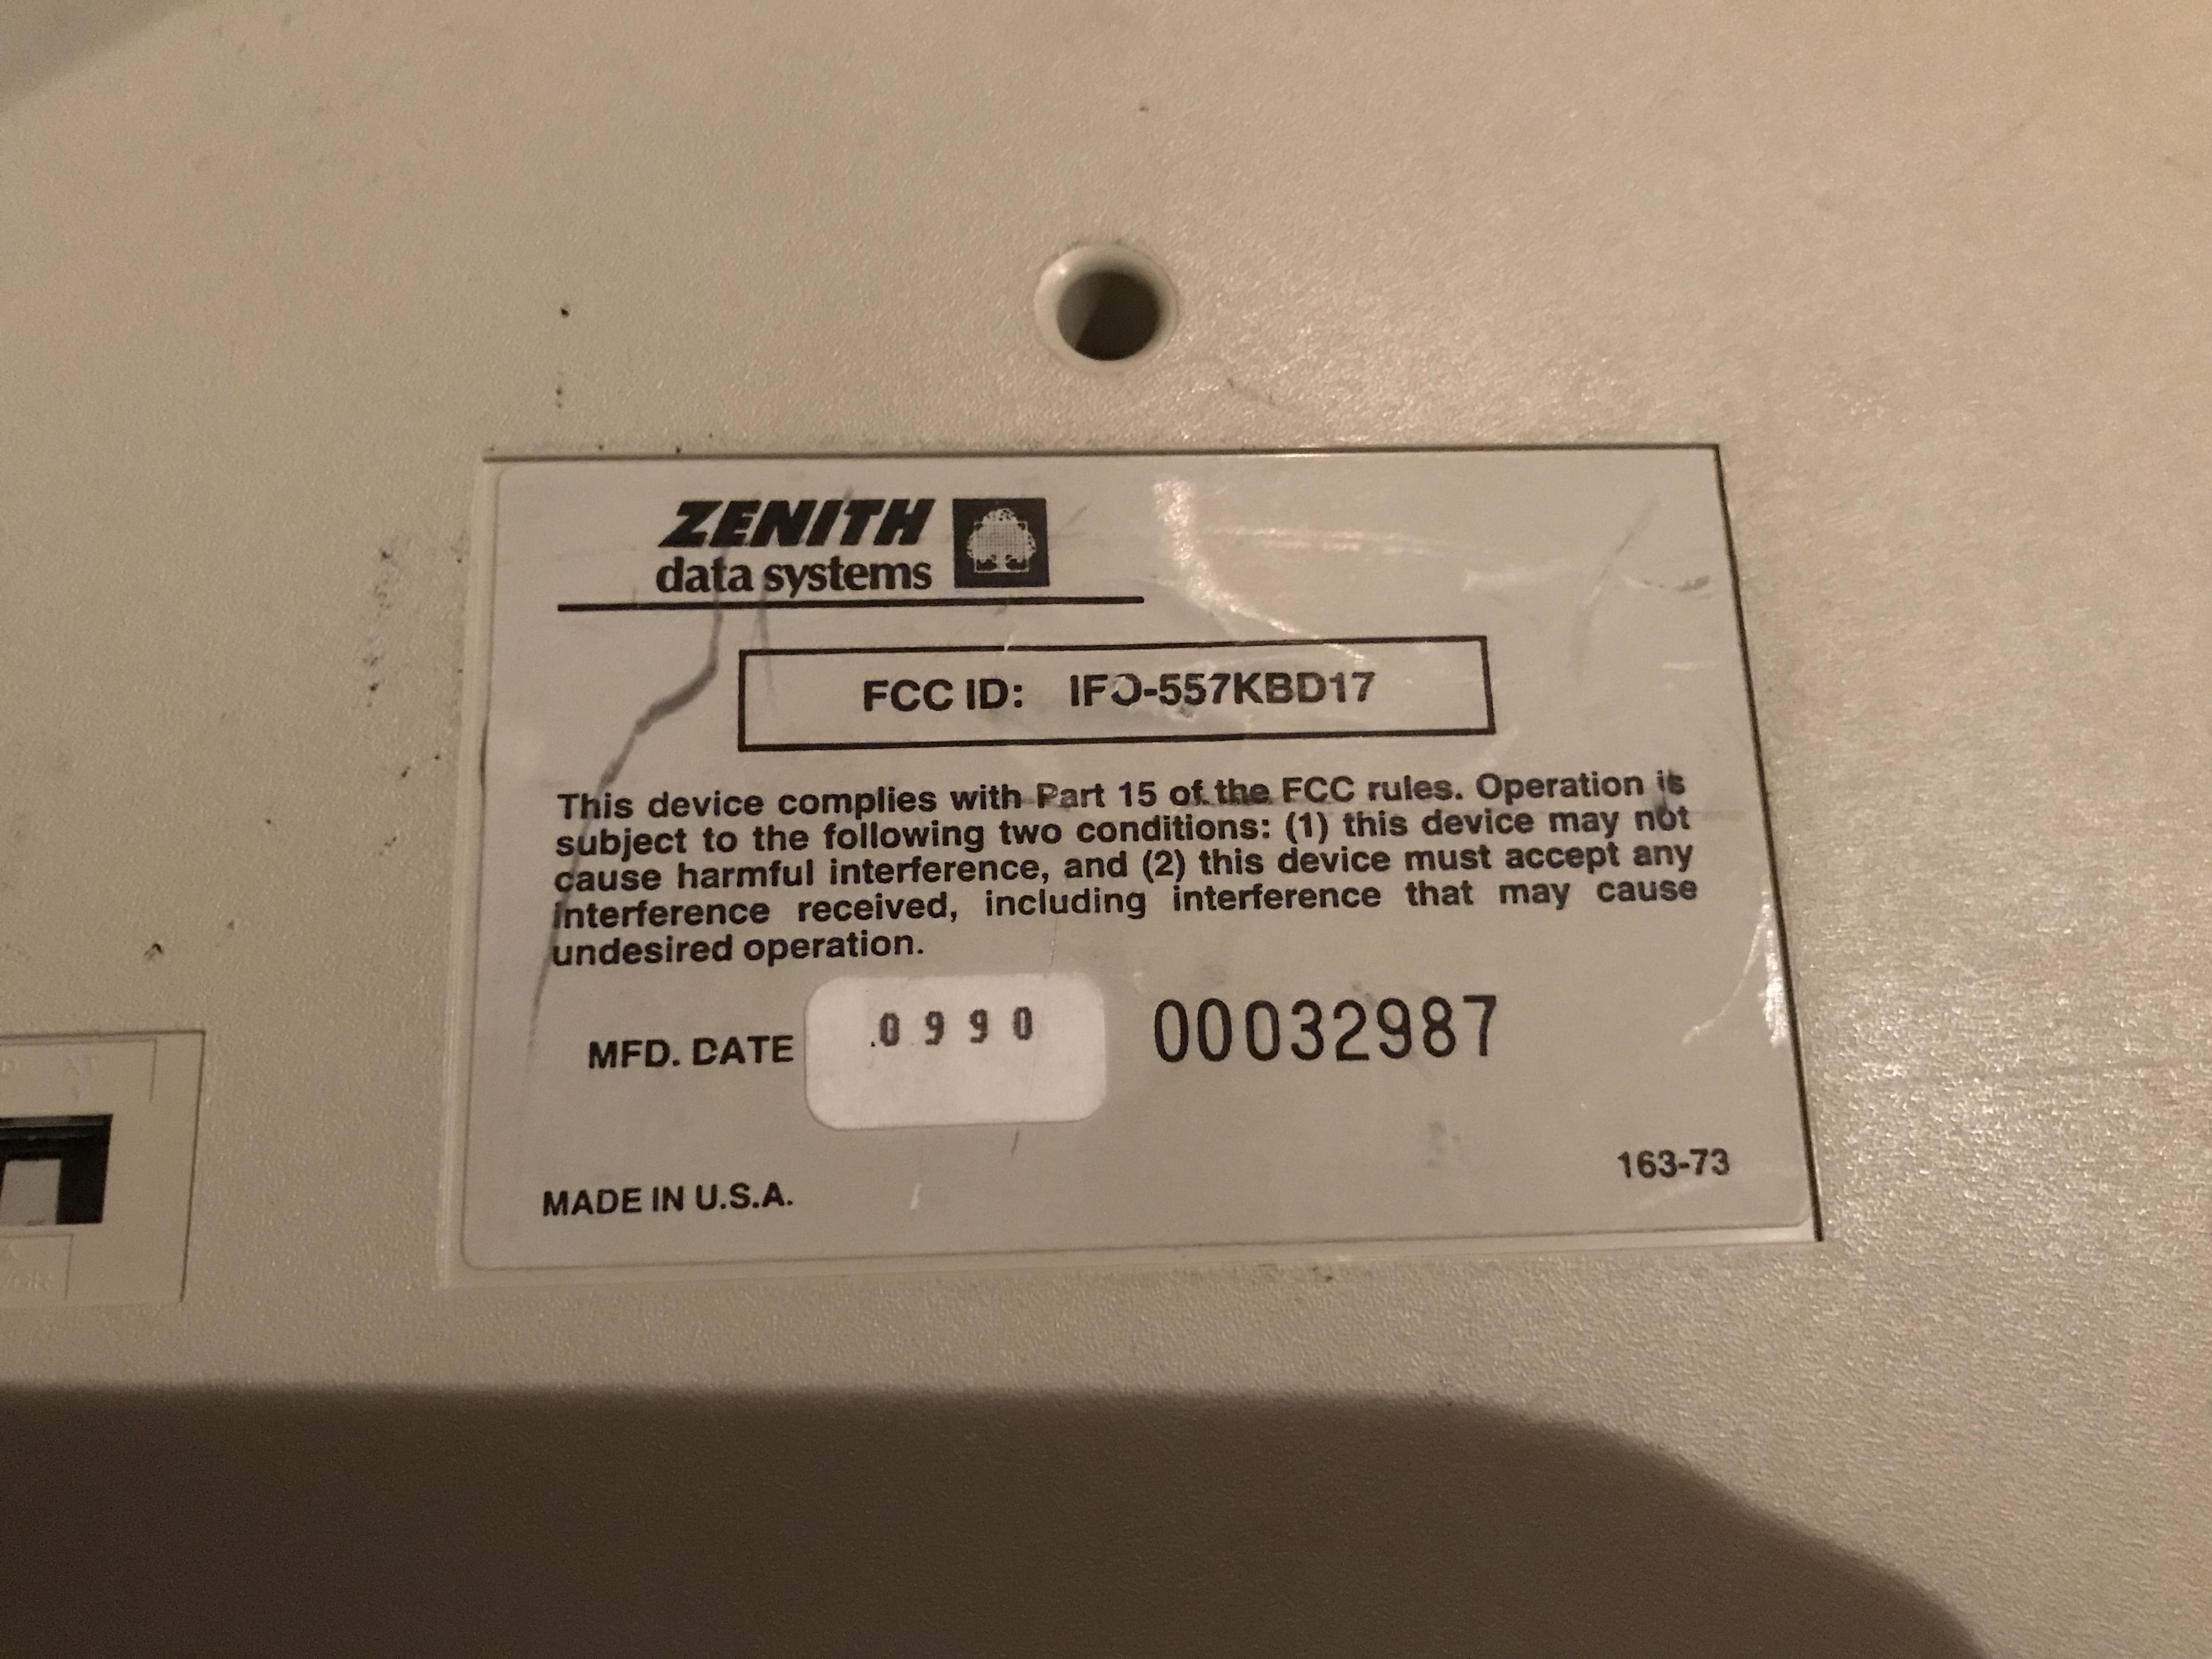 ZENITH
data systems
FCC ID: IFO-557KBD17
This device complies with Part 15 of the FCC rules. Operation is
subject to the following two conditions: (1) this device may not
cause harmful interference, and (2) this device must accept any
interference received, including interference that may cause
undesired operation.
MFD. DATE 0990 00032987
163-73
MADE IN U.S.A.